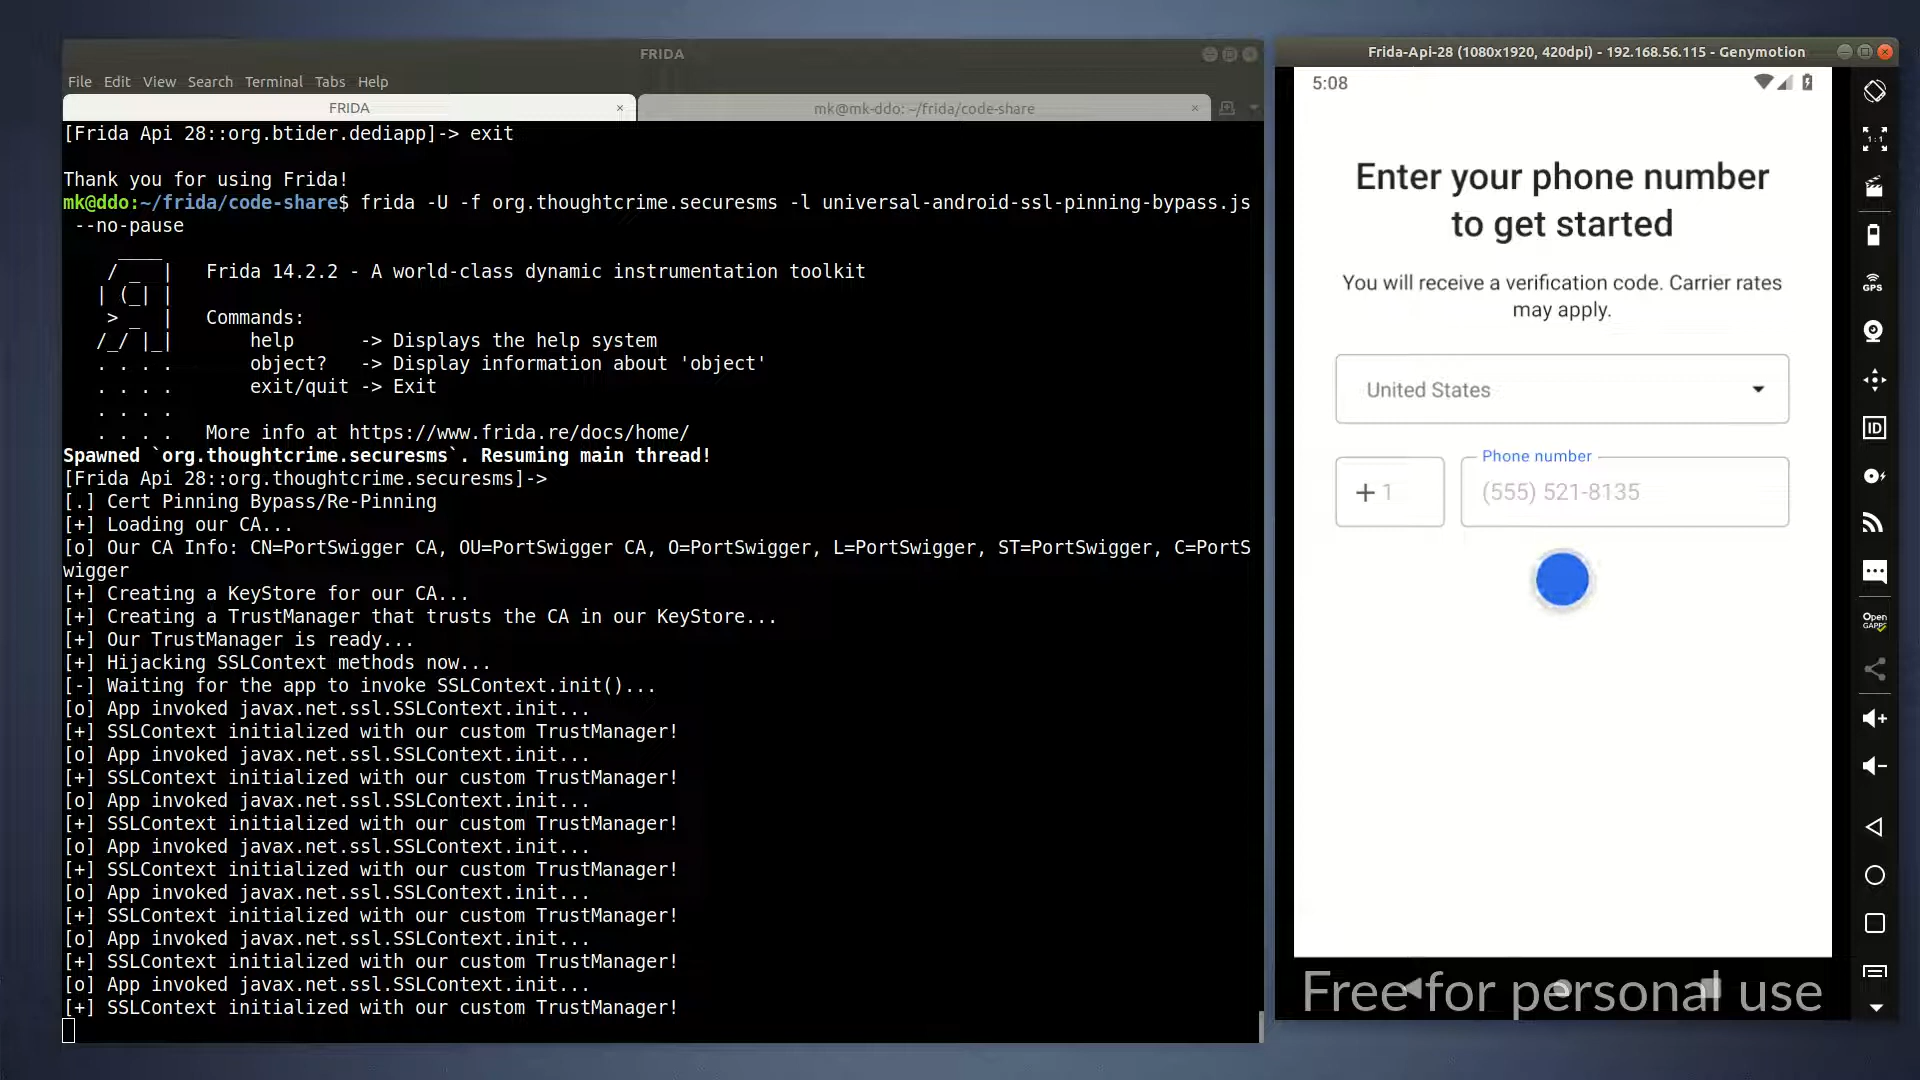 FRIDA
File Edit View Search Terminal Tabs Help
FRIDA
mk@mk-ddo: ~/frida/code-share
[Frida Api 28::org.btider.dediapp]-> exit
Thank you for using Frida!
mk@ddo:~/frida/code-share$ frida -U -f org.thoughtcrime.securesms -l universal-android-ssl-pinning-bypass.js
--no-pause
/ _ | Frida 14.2.2 - A world-class dynamic instrumentation toolkit
| (_| |
> _ | Commands:
/_/ |_| help -> Displays the help system
. . . . object? -> Display information about 'object'
. . . . exit/quit -> Exit
. . . .
. . . . More info at https://www.frida.re/docs/home/
Spawned `org.thoughtcrime.securesms`. Resuming main thread!
[Frida Api 28::org.thoughtcrime.securesms]->
[.] Cert Pinning Bypass/Re-Pinning
[+] Loading our CA...
[o] Our CA Info: CN=PortSwigger CA, OU=PortSwigger CA, O=PortSwigger, L=PortSwigger, ST=PortSwigger, C=PortS
wigger
[+] Creating a KeyStore for our CA...
[+] Creating a TrustManager that trusts the CA in our KeyStore...
[+] Our TrustManager is ready...
[+] Hijacking SSLContext methods now...
[-] Waiting for the app to invoke SSLContext.init()...
[o] App invoked javax.net.ssl.SSLContext.init...
[+] SSLContext initialized with our custom TrustManager!
[o] App invoked javax.net.ssl.SSLContext.init...
[+] SSLContext initialized with our custom TrustManager!
[o] App invoked javax.net.ssl.SSLContext.init...
[+] SSLContext initialized with our custom TrustManager!
[o] App invoked javax.net.ssl.SSLContext.init...
[+] SSLContext initialized with our custom TrustManager!
[o] App invoked javax.net.ssl.SSLContext.init...
[+] SSLContext initialized with our custom TrustManager!
[o] App invoked javax.net.ssl.SSLContext.init...
[+] SSLContext initialized with our custom TrustManager!
[o] App invoked javax.net.ssl.SSLContext.init...
[+] SSLContext initialized with our custom TrustManager!
Frida-Api-28 (1080x1920, 420dpi) - 192.168.56.115 - Genymotion
5:08
Enter your phone number
to get started
You will receive a verification code. Carrier rates
may apply.
United States
Phone number
+ 1
(555) 521-8135
Free for personal use
1:1
GPS
ID
Open
GAPPS